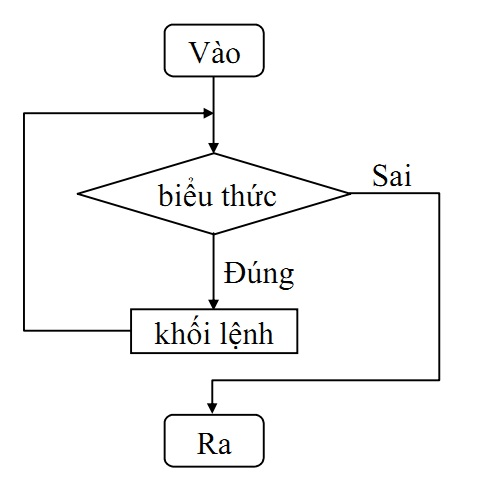 Vào
biểu thức
Sai
Đúng
khối lệnh
Ra